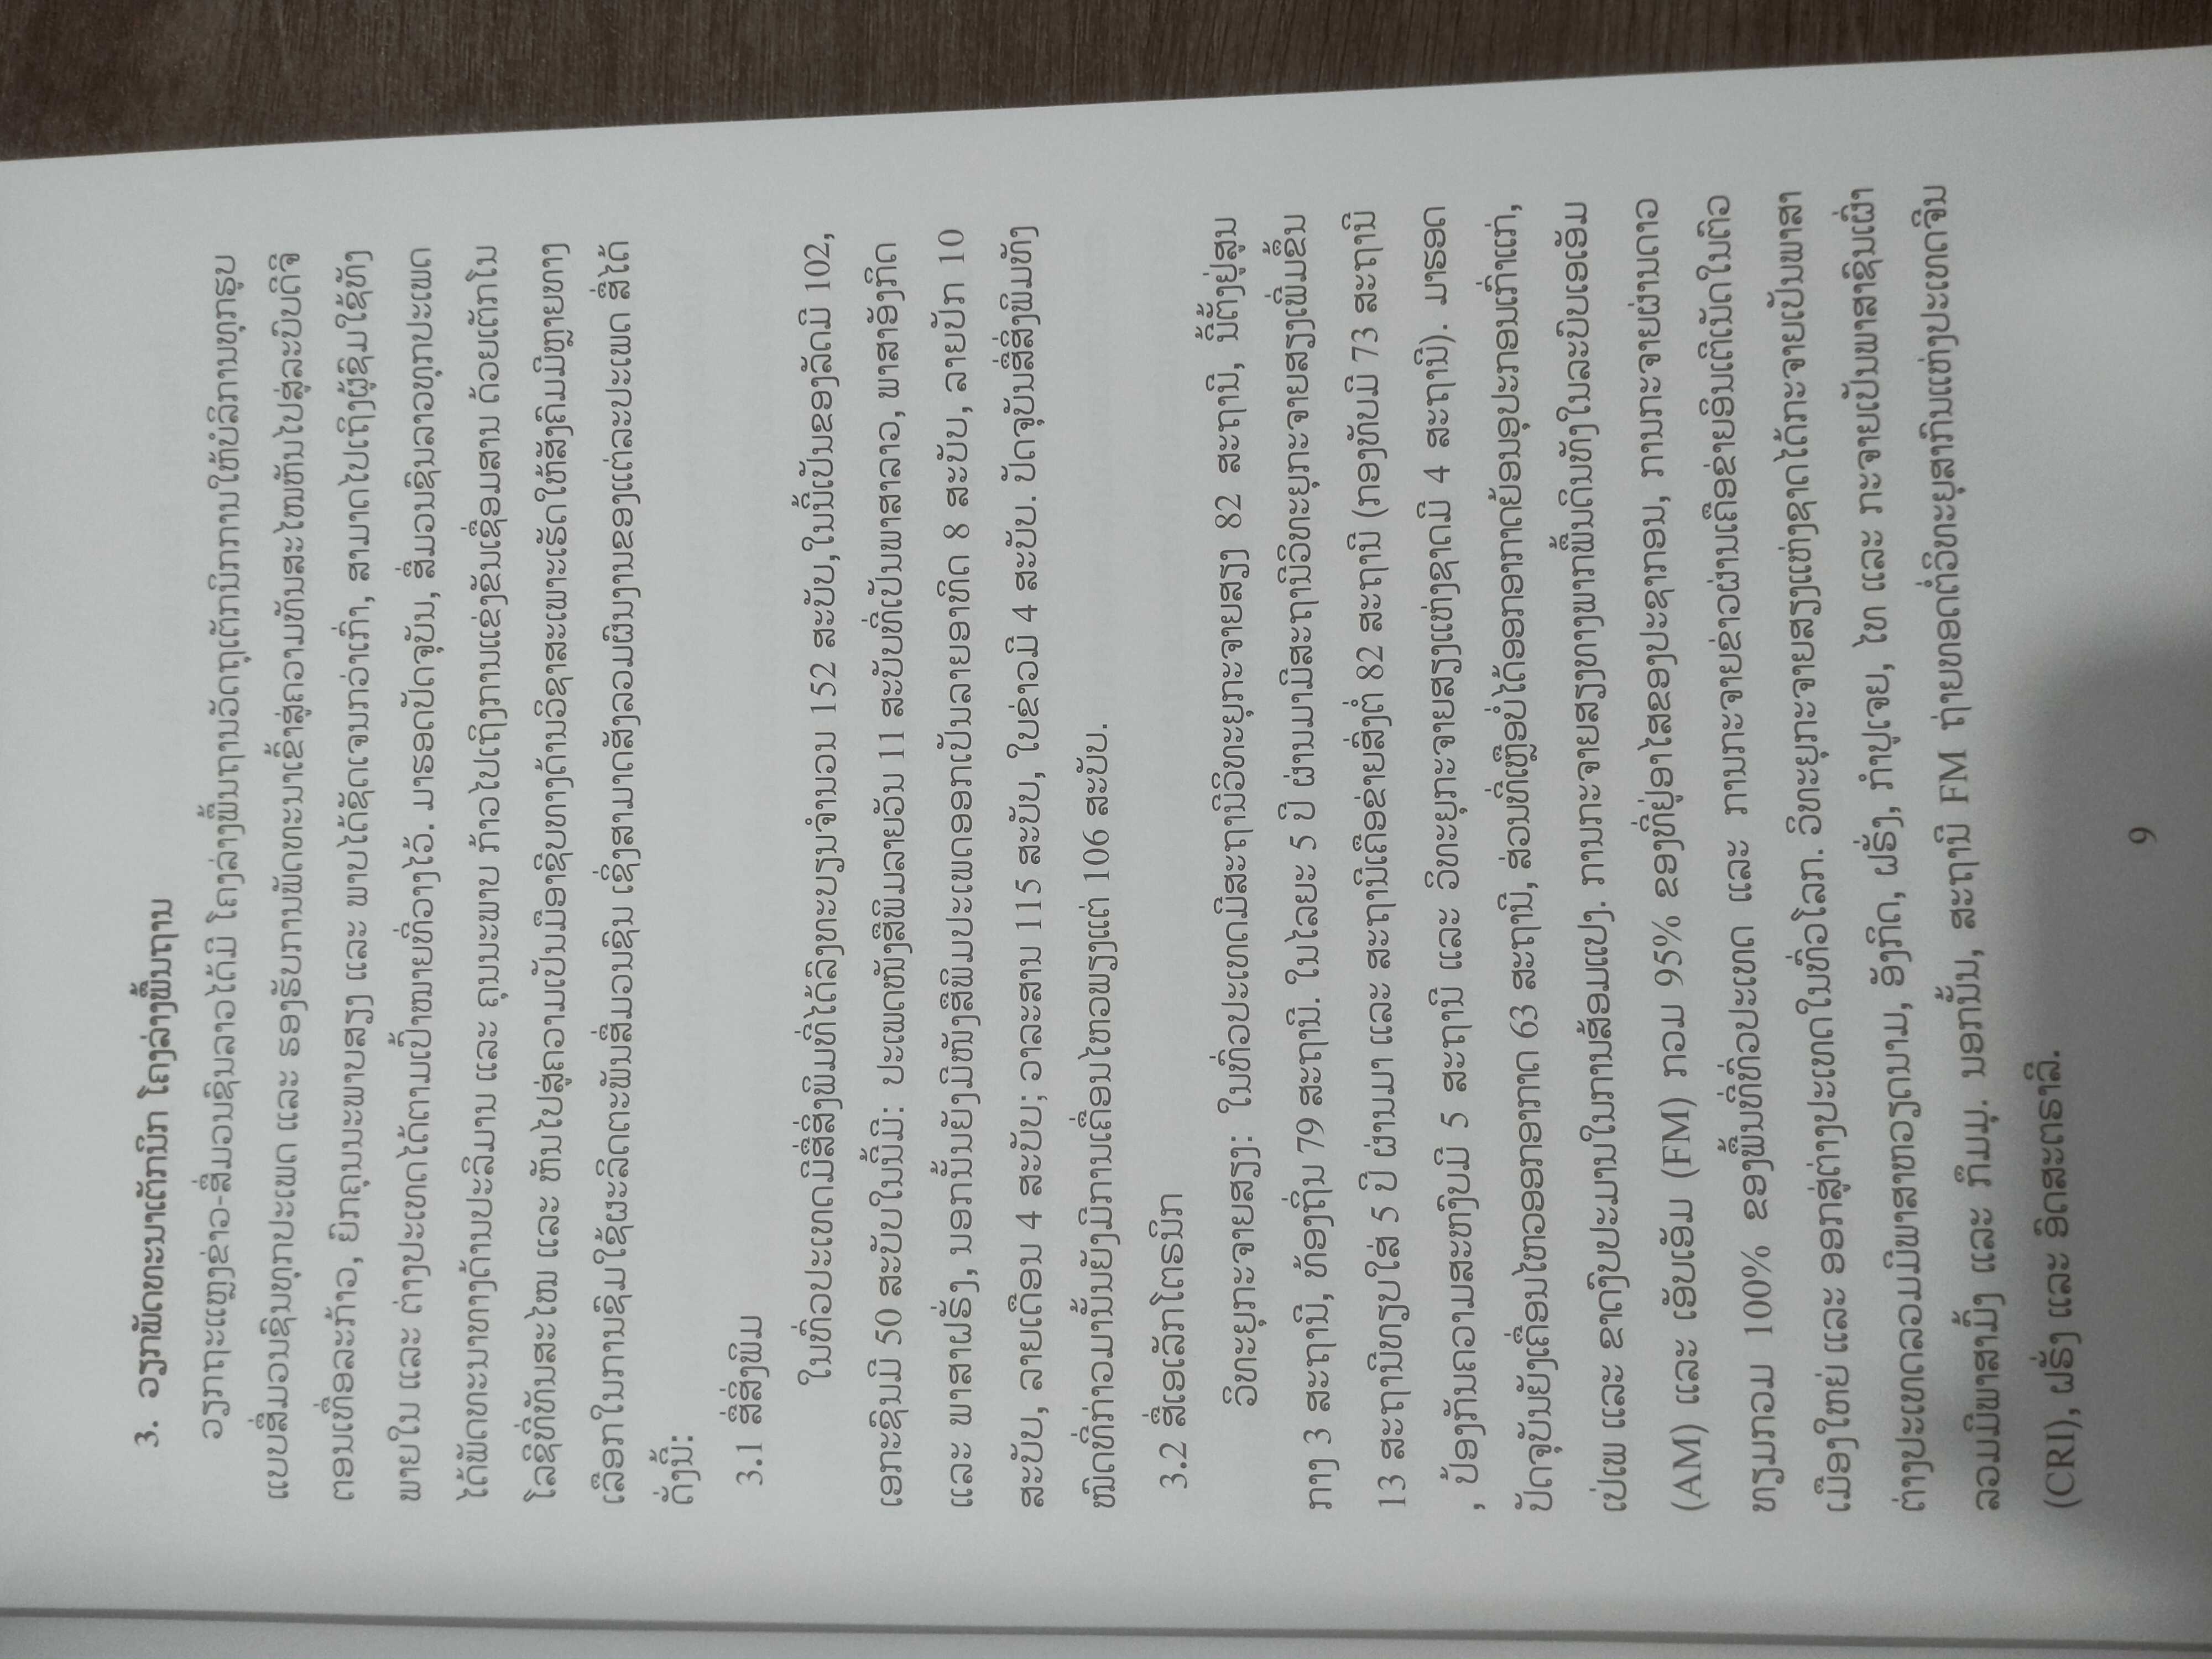 3. ວຽກພັດທະນາເຕັກນິກ ໂຄງລ່າງພື້ນຖານ
ວຽກຖະແຫຼງຂ່າວ-ສື່ມວນຊົນລາວໄດ້ມີ ໂຄງລ່າງພື້ນຖານວັດຖຸເຕັກນິກການໃຫ້ບໍລິການທຸກຮູບ
ແບບສື່ມວນຊົນທຸກປະເພດ ແລະ ຮອງຮັບການພັດທະນາເຂົ້າສູ່ຄວາມທັນສະໄໝຫັນໄປສູ່ລະບົບດິຈິ
ຕອນເທື່ອລະກ້າວ, ຍົກຄຸນນະພາບສຽງ ແລະ ພາບໄດ້ຊັດເຈນກວ່າເກົ່າ, ສາມາດໄປເຖິງຜູ້ຊົມໃຊ້ທັງ
ພາຍໃນ ແລະ ຕ່າງປະເທດໄດ້ຕາມເປົ້າໝາຍທີ່ວາງໄວ້. ມາຮອດປັດຈຸບັນ, ສື່ມວນຊົນລາວທຸກປະເພດ
ໄດ້ພັດທະນາທາງດ້ານປະລິມານ ແລະ ຄຸນນະພາບ ກ້າວໄປເຖິງການແຂ່ງຂັນເຊື່ອມສານ ດ້ວຍເຕັກໂນ
ໂລຊີທີ່ທັນສະໄໝ ແລະ ຫັນໄປສູ່ຄວາມເປັນມືອາຊີບທາງດ້ານວິຊາສະເພາະເຮັດໃຫ້ສັງຄົມມີຫຼາຍທາງ
ເລືອກໃນການຊົມໃຊ້ຜະລິດຕະພັນສື່ມວນຊົນ ເຊິ່ງສາມາດສັງລວມຜົນງານຂອງແຕ່ລະປະເພດ ສື່ໄດ້
ດັ່ງນີ້:
3.1 ສື່ສິ່ງພິມ
ໃນທົ່ວປະເທດມີສື່ສິ່ງພິມທີ່ໄດ້ລົງທະບຽນຈໍານວນ 152 ສະບັບ,ໃນນີ້ເປັນຂອງລັດມີ 102,
ເອກະຊົນມີ 50 ສະບັບໃນນີ້ມີ: ປະເພດໜັງສືພິມລາຍວັນ 11 ສະບັບທີ່ເປັນພາສາລາວ, ພາສາອັງກິດ
ແລະ ພາສາຝຣັ່ງ, ນອກນັ້ນຍັງມີໜັງສືພິມປະເພດອອກເປັນລາຍອາທິດ 8 ສະບັບ, ລາຍປັກ 10
ສະບັບ, ລາຍເດືອນ 4 ສະບັບ; ວາລະສານ 115 ສະບັບ, ໃບຂ່າວມີ 4 ສະບັບ. ປັດຈຸບັນສື່ສິ່ງພິມທັງ
ໝົດທີ່ກ່າວມານັ້ນຍັງມີການເຄື່ອນໄຫວພຽງແຕ່ 106 ສະບັບ.
3.2 ສື່ເອເລັກໂຕຣນິກ
ວິທະຍຸກະຈາຍສຽງ: ໃນທົ່ວປະເທດມີສະຖານີວິທະຍຸກະຈາຍສຽງ 82 ສະຖານີ, ນີ້ຕັ້ງຢູ່ສູນ
ກາງ 3 ສະຖານີ, ທ້ອງຖິ່ນ 79 ສະຖານີ. ໃນໄລຍະ 5 ປີ ຜ່ານມາມີສະຖານີວິທະຍຸກະຈາຍສຽງເພີ່ມຂຶ້ນ
13 ສະຖານີທຽບໃສ່ 5 ປີ ຜ່ານມາ ແລະ ສະຖານີເຄືອຂ່າຍສົ່ງຕໍ່ 82 ສະຖານີ (ກອງທັບມີ 73 ສະຖານີ
, ປ້ອງກັນຄວາມສະຫງົບມີ 5 ສະຖານີ ແລະ ວິທະຍຸກະຈາຍສຽງແຫ່ງຊາດມີ 4 ສະຖານີ). ມາຮອດ
ປັດຈຸບັນຍັງເຄື່ອນໄຫວອອກອາກາດ 63 ສະຖານີ, ສ່ວນທີ່ເຫຼືອບໍ່ໄດ້ອອກອາກາດຍ້ອນອຸປະກອນເກົ່າແກ່,
ເປ່ເພ ແລະ ຂາດງົບປະມານໃນການສ້ອມແປງ. ການກະຈາຍສຽງທາງພາກພື້ນດິນທັງໃນລະບົບເອເອັມ
(AM) ແລະ ເອັບເອັມ (FM) ກວມ 95% ຂອງທີ່ຢູ່ອາໄສຂອງປະຊາກອນ, ການກະຈາຍຜ່ານດາວ
ທຽມກວມ 100% ຂອງພື້ນທີ່ທົ່ວປະເທດ ແລະ ການກະຈາຍຂ່າວຜ່ານເຄືອຂ່າຍອິນເຕີເນັດໃນຕົວ
ເມືອງໃຫຍ່ ແລະ ອອກສູ່ຕ່າງປະເທດໃນທົ່ວໂລກ. ວິທະຍຸກະຈາຍສຽງແຫ່ງຊາດໄດ້ກະຈາຍເປັນພາສາ
ຕ່າງປະເທດລວມມີພາສາຫວຽດນາມ, ອັງກິດ, ຝຣັ່ງ, ກໍາປູເຈຍ, ໄທ ແລະ ກະຈາຍເປັນພາສາຊົນເຜົ່າ
ລວມມີພາສາມົ້ງ ແລະ ກຶມມຸ. ນອກນັ້ນ, ສະຖານີ FM ຖ່າຍທອດຕໍ່ວິທະຍຸສາກົນແຫ່ງປະເທດຈີນ
(CRI), ຝຣັ່ງ ແລະ ອົດສະຕຣາລີ.
9